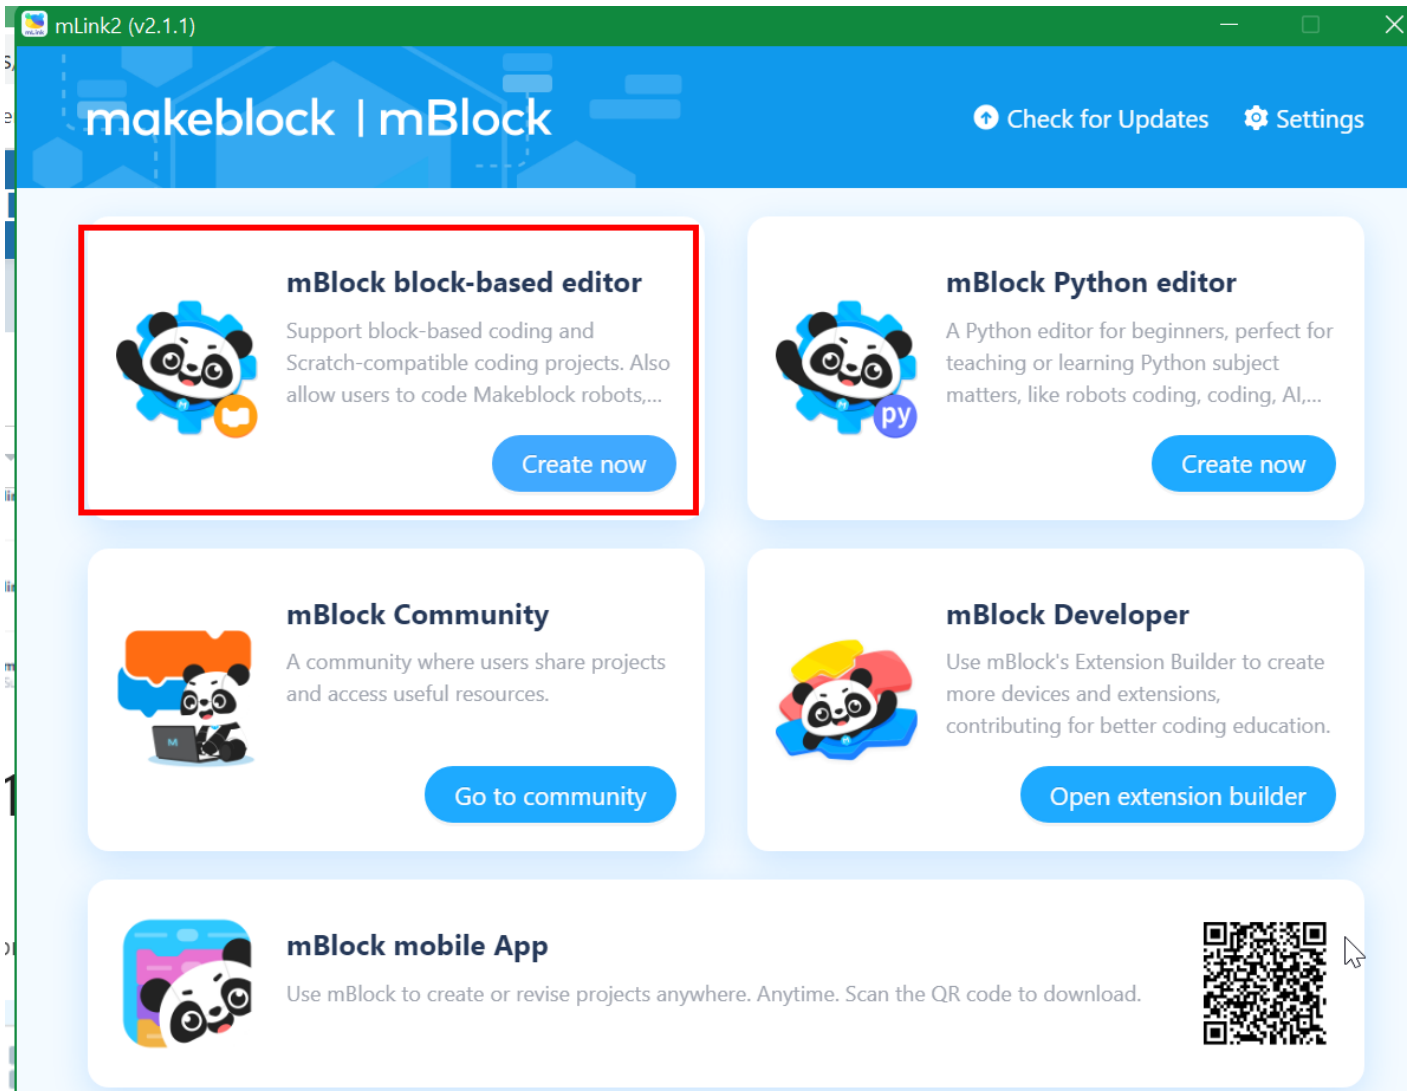 mLink2 (v2.1.1)
makeblock | mBlock
Check for Updates
Settings
mBlock block-based editor
Support block-based coding and
Scratch-compatible coding projects. Also
allow users to code Makeblock robots,...
Create now
mBlock Python editor
A Python editor for beginners, perfect for
teaching or learning Python subject
matters, like robots coding, coding, AI,...
py
Create now
mBlock Community
A community where users share projects
and access useful resources.
M
Go to community
mBlock Developer
Use mBlock's Extension Builder to create
more devices and extensions,
contributing for better coding education.
Open extension builder
mBlock mobile App
Use mBlock to create or revise projects anywhere. Anytime. Scan the QR code to download.